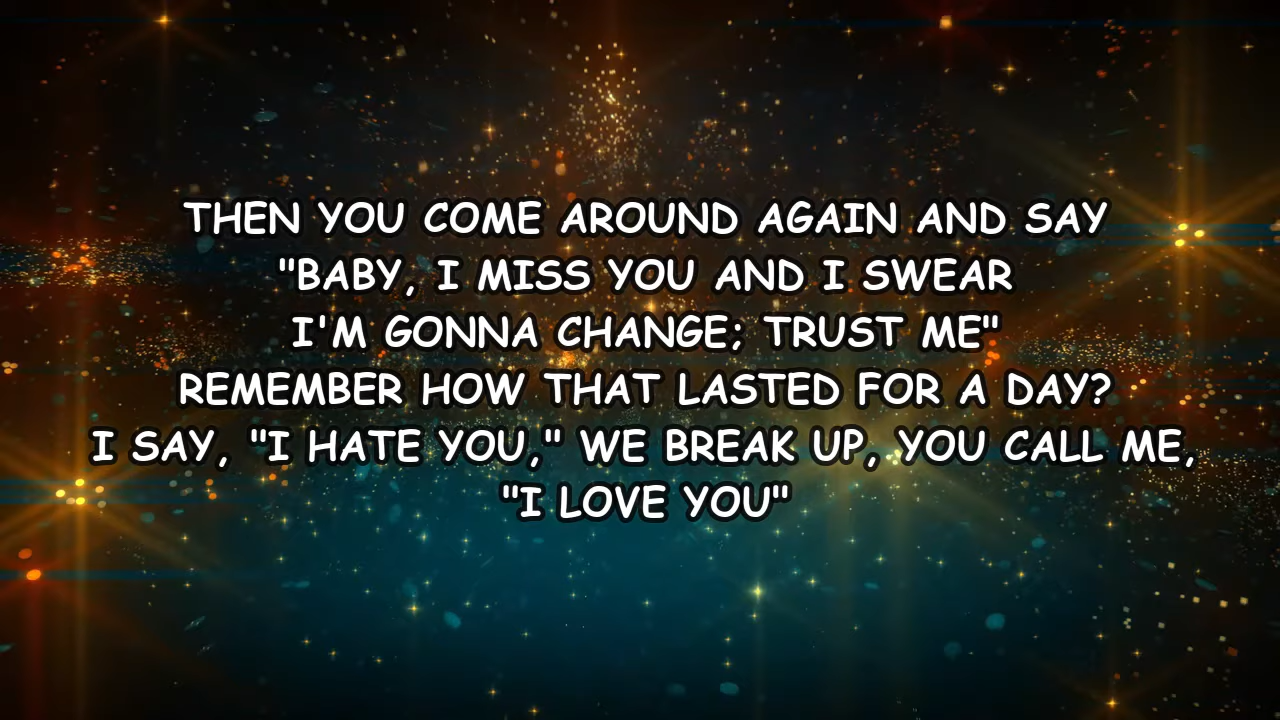 THEN YOU COME AROUND AGAIN AND SAY
"BABY, I MISS YOU AND I SWEAR
I'M GONNA CHANGE; TRUST ME"
REMEMBER HOW THAT LASTED FOR A DAY?
I SAY, "I HATE YOU," WE BREAK UP, YOU CALL ME,
"I LOVE YOU"